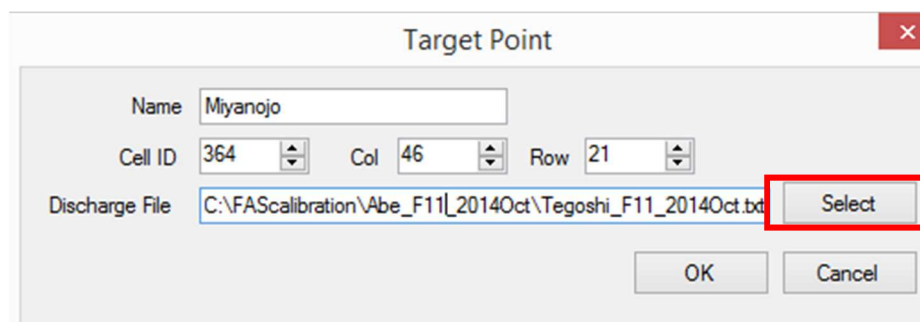 Target Point
Name Miyanojo
Cell ID 364 Col 46 Row 21
Discharge File C:\FAScalibration\Abe_F11_2014Oct\Tegoshi_F11_2014Oct.txt Select
OK Cancel